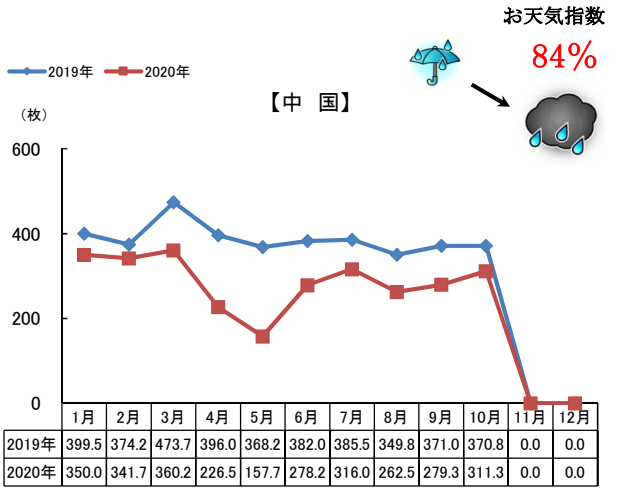 お天気指数
84%
2019年 2020年
【中　国】
（枚）
600
400
200
0
1月 2月 3月 4月 5月 6月 7月 8月 9月 10月 11月 12月
2019年 399.5 374.2 473.7 396.0 368.2 382.0 385.5 349.8 371.0 370.8 0.0 0.0
2020年 350.0 341.7 360.2 226.5 157.7 278.2 316.0 262.5 279.3 311.3 0.0 0.0